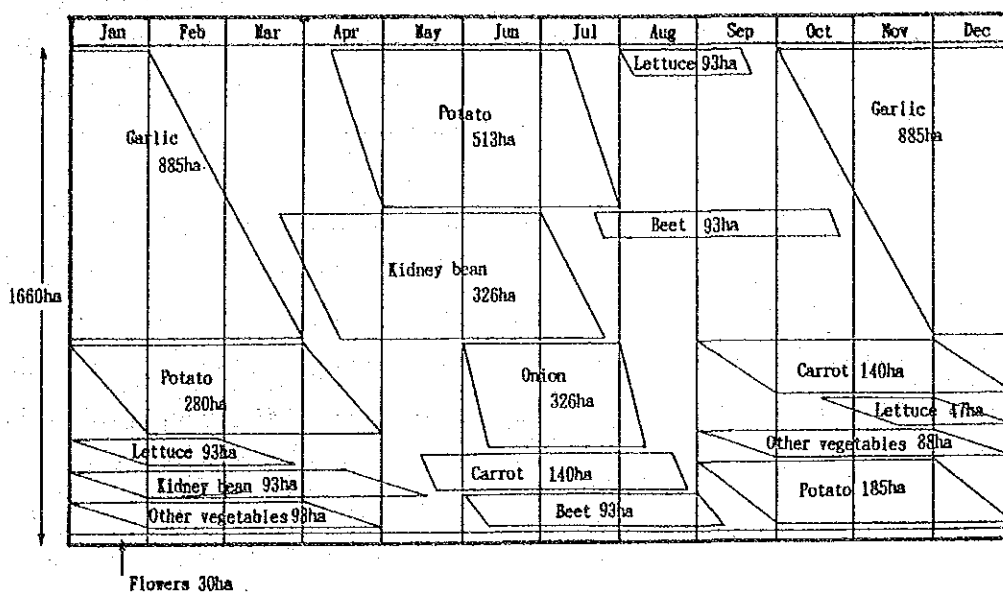 Jan Feb Mar Apr May Jun Jul Aug Sep Oct Nov Dec
Lettuce 93ha
Garlic
885ha
Potato
513ha
Garlic
885ha
Beet 93ha
Kidney bean
326ha
1660ha
Potato
280ha
Onion
326ha
Carrot 140ha
Lettuce 47ha
Lettuce 93ha
Other vegetables 88ha
Kidney bean 93ha
Carrot 140ha
Potato 185ha
Other vegetables 93ha
Beet 93ha
Flowers 30ha